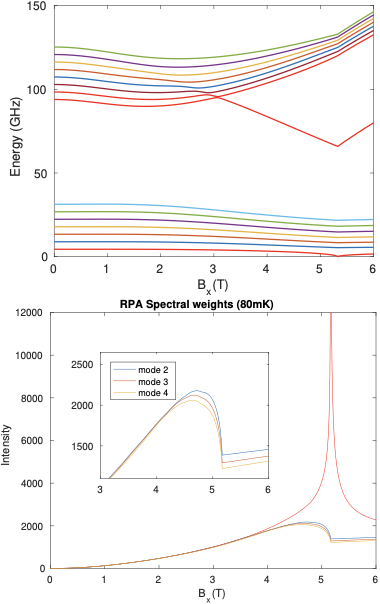 150
100
50
0
Energy (GHz)
0 1 2 3 4 5 6
Bx(T)
RPA Spectral weights (80mK)
12000
10000
8000
6000
4000
2000
0
Intensity
2500
2000
1500
mode 2
mode 3
mode 4
3 4 5 6
0 1 2 3 4 5 6
Bx(T)